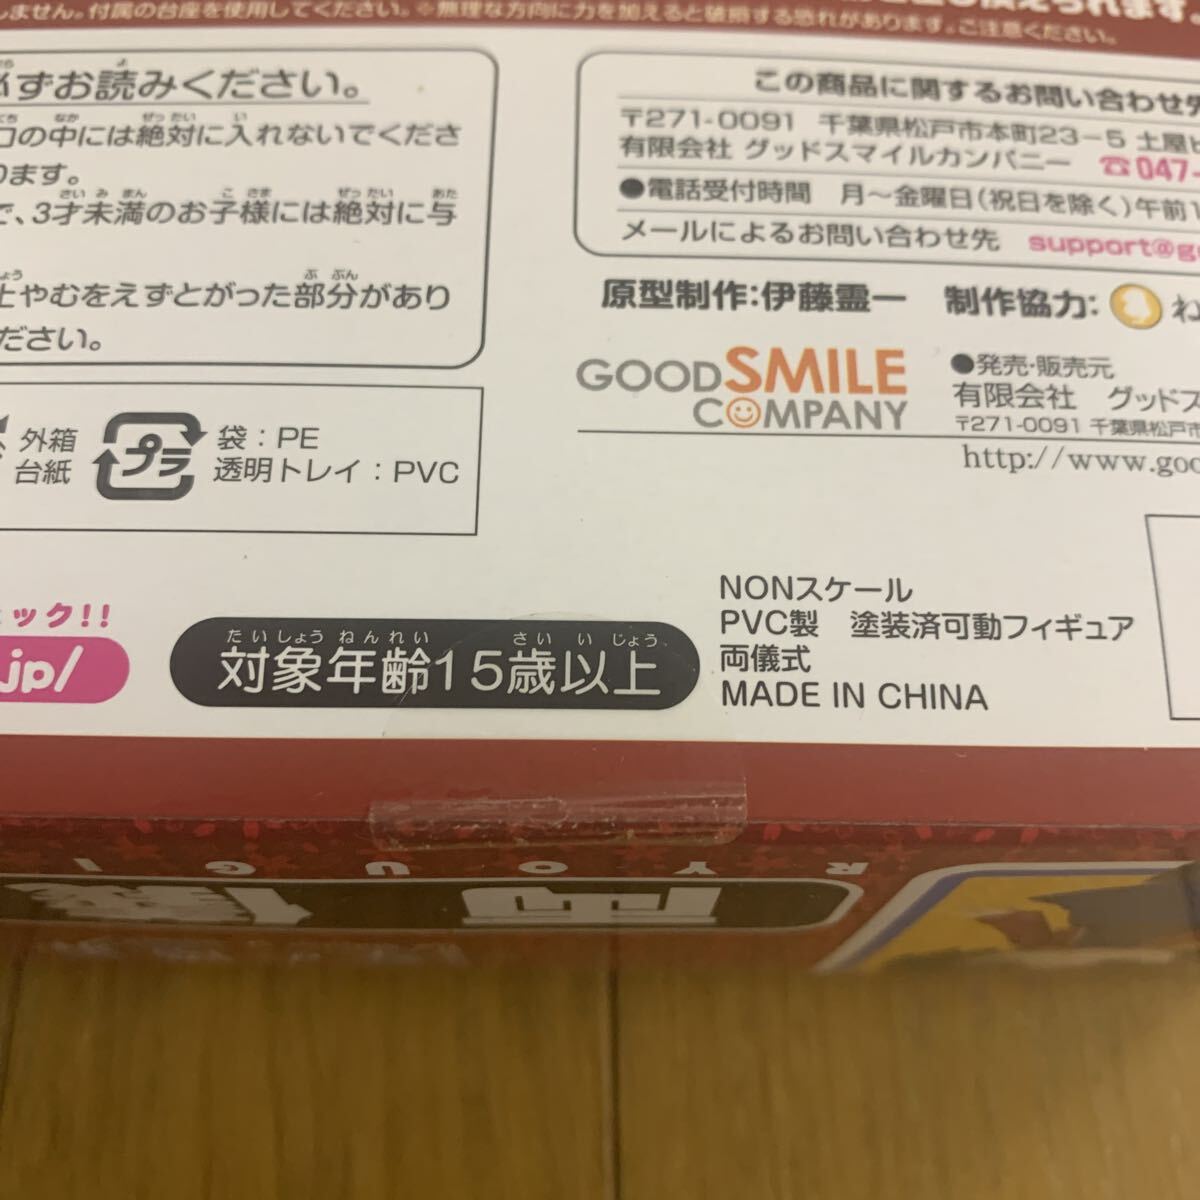 しません。付属の台座を使用してください。※無理な方向に力を加えると破損する恐れがあります。ご注意ください。
必ずお読みください。
口の中には絶対に入れないでくださ
ります。
で、3才未満のお子様には絶対に与
上やむをえずとがった部分があり
ださい。
この商品に関するお問い合わせ先
〒271-0091 千葉県松戸市本町23-5 土屋ビ
有限会社 グッドスマイルカンパニー ☎047-
●電話受付時間 月〜金曜日(祝日を除く)午前1
メールによるお問い合わせ先 support@go
原型制作:伊藤霊一 制作協力: ね
GOOD SMILE
COMPANY
●発売・販売元
有限会社 グッドス
〒271-0091 千葉県松戸市
http://www.goo
外箱
台紙
プラ
袋:PE
透明トレイ:PVC
ェック!!
.jp/
対象年齢15歳以上
たいしょうねんれい さいいじょう
NONスケール
PVC製 塗装済可動フィギュア
両儀式
MADE IN CHINA
RYOUGI